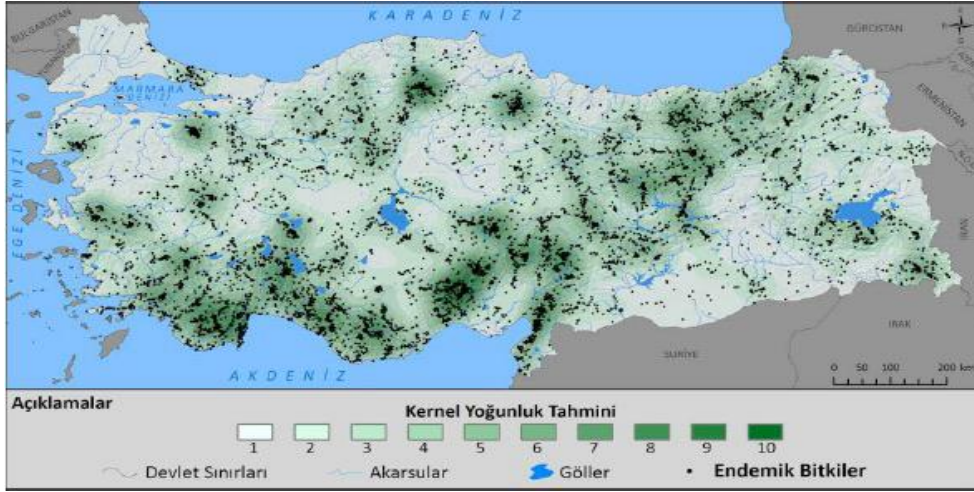 KARADENİZ
BULGARİSTAN
GÜRCİSTAN
MARMARA
DENİZİ
ERMENİSTAN
EGE DENİZİ
İRAN
IRAK
SURİYE
AKDENİZ
0 50 100 200 km
Açıklamalar
Kernel Yoğunluk Tahmini
1 2 3 4 5 6 7 8 9 10
Devlet Sınırları Akarsular Göller Endemik Bitkiler